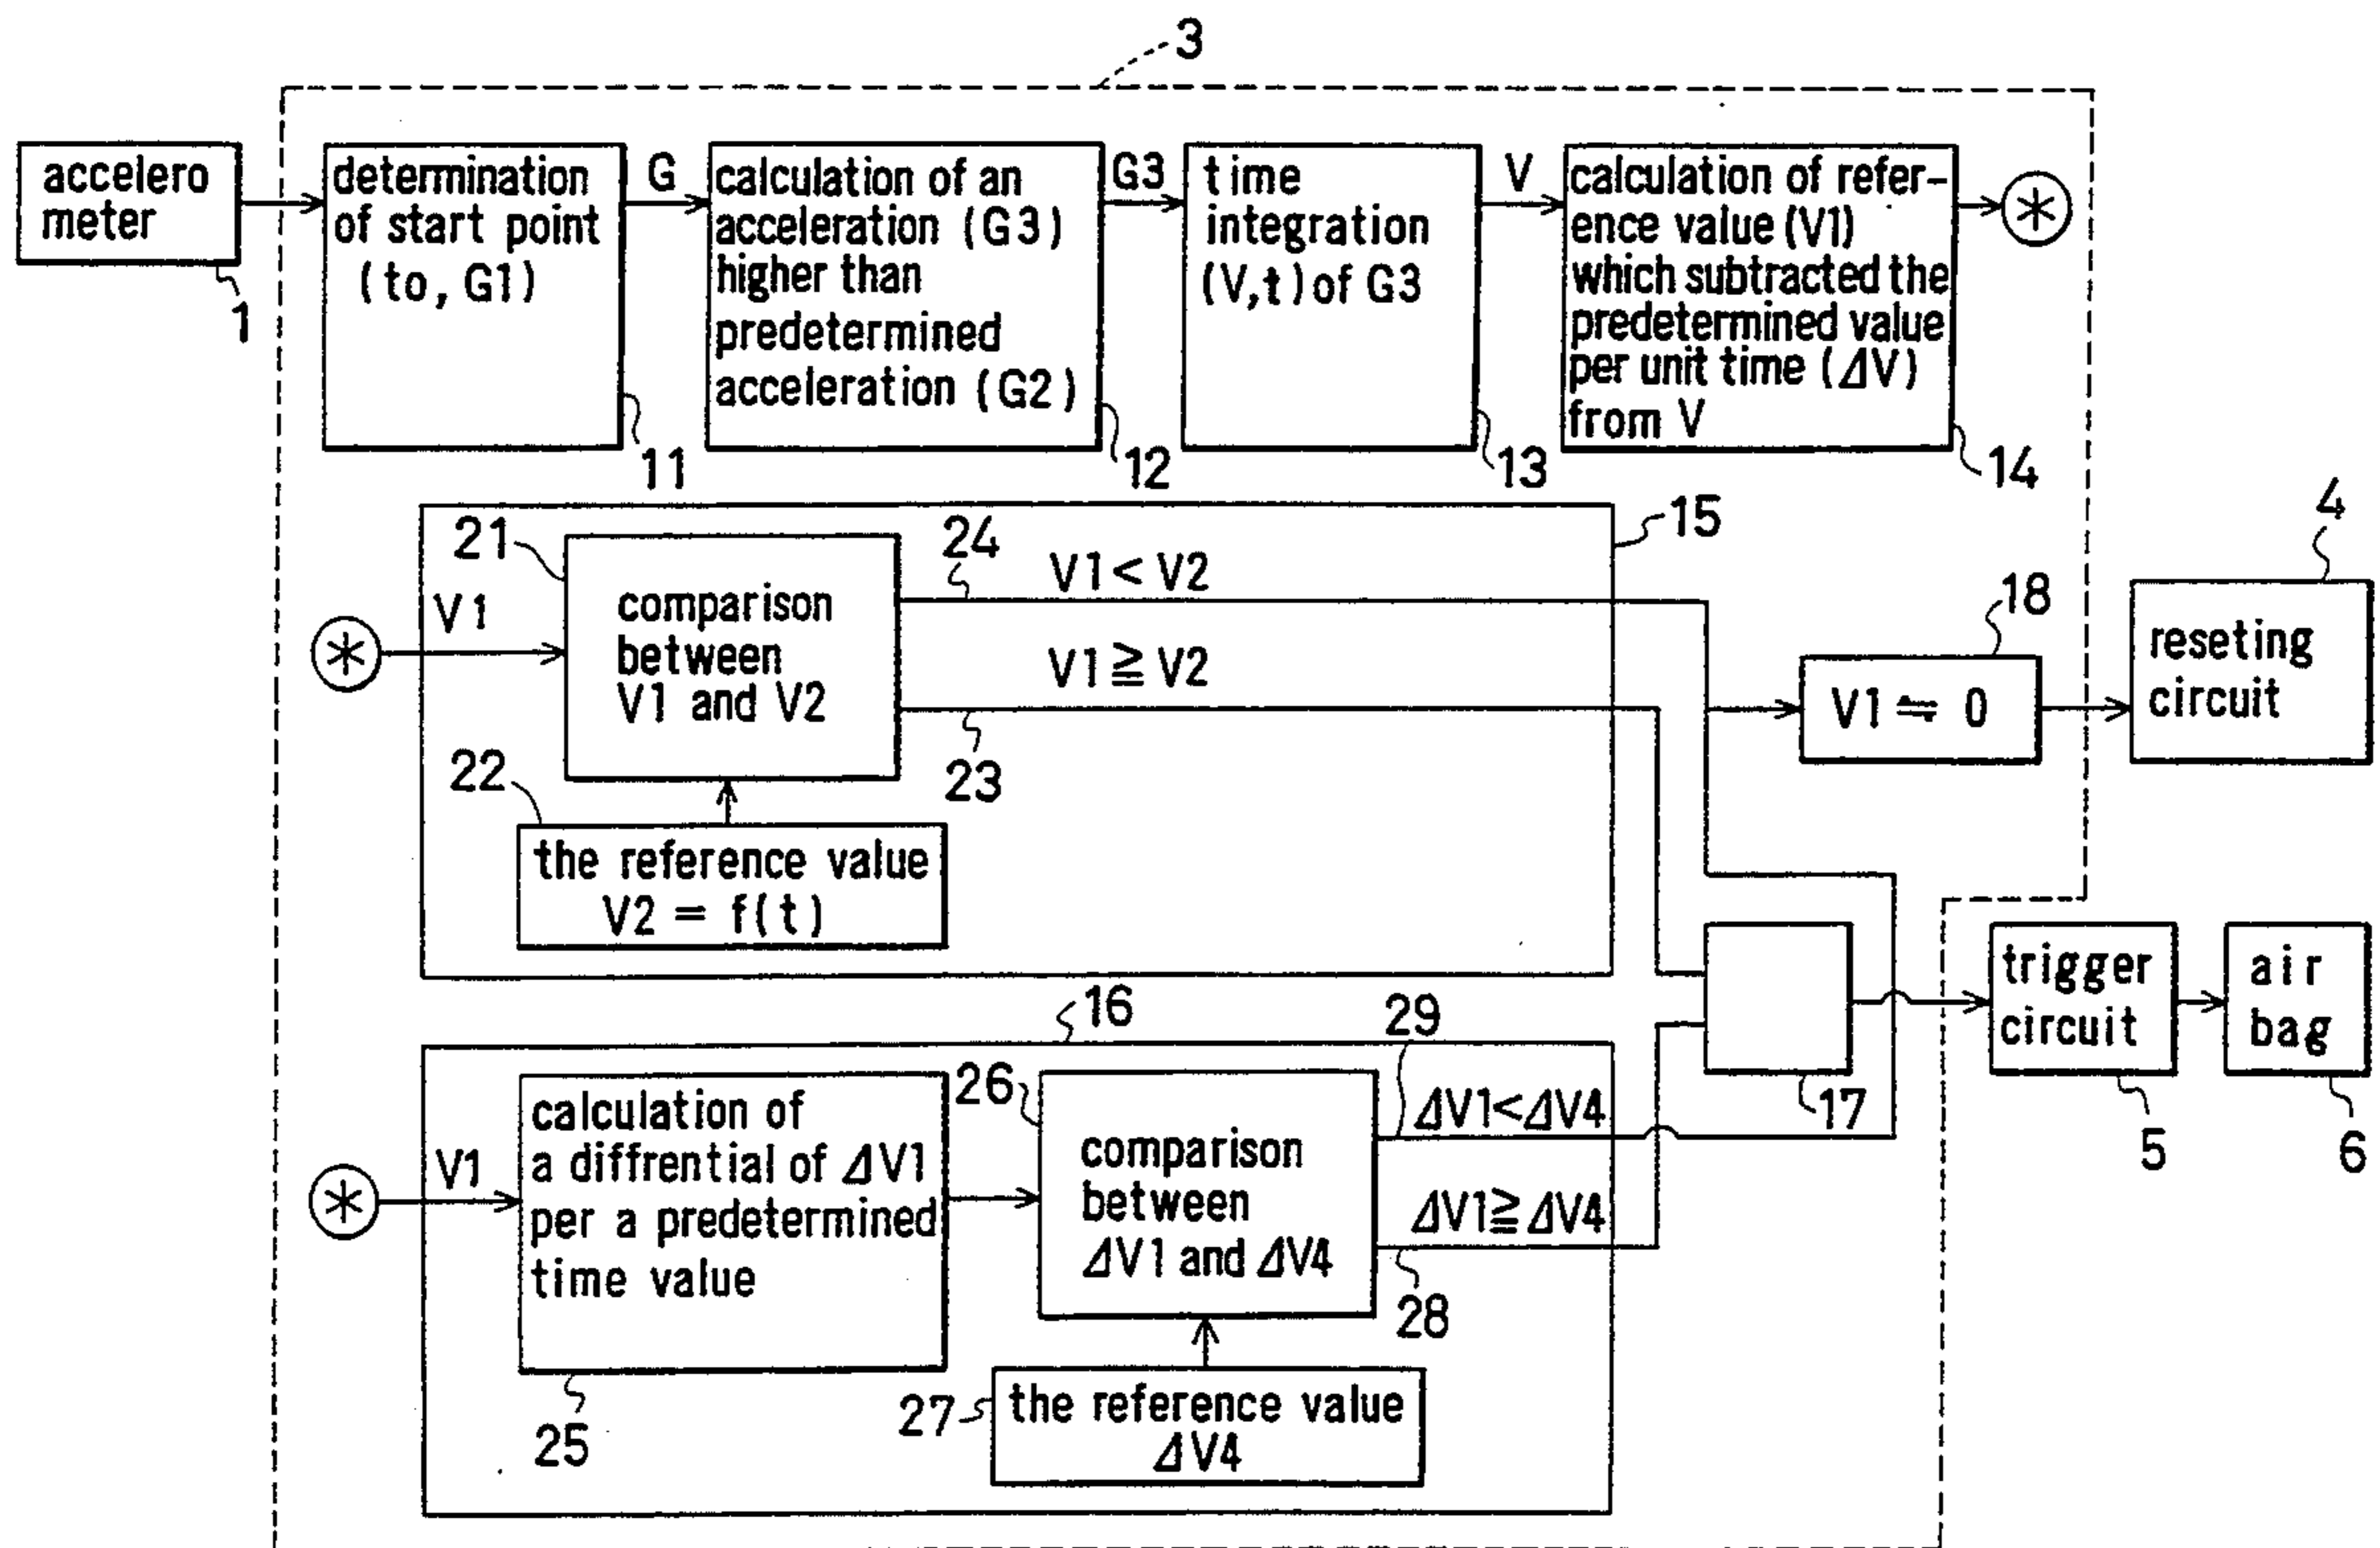 3
accelero
meter
1
determination
of start point
(to, G1)
11
G
calculation of an
acceleration (G3)
higher than
predetermined
acceleration (G2)
12
G3
time
integration
(V,t) of G3
13
V
calculation of refer-
ence value (V1)
which subtracted the
predetermined value
per unit time (ΔV)
from V
14
*
15
*
V1
21
comparison
between
V1 and V2
22
the reference value
V2 = f(t)
24
V1 < V2
V1 ≧ V2
23
18
V1 ≒ 0
4
reseting
circuit
17
trigger
circuit
5
air
bag
6
16
*
V1
calculation of
a diffrential of ΔV1
per a predetermined
time value
25
26
comparison
between
ΔV1 and ΔV4
27
the reference value
ΔV4
29
ΔV1<ΔV4
ΔV1≧ΔV4
28